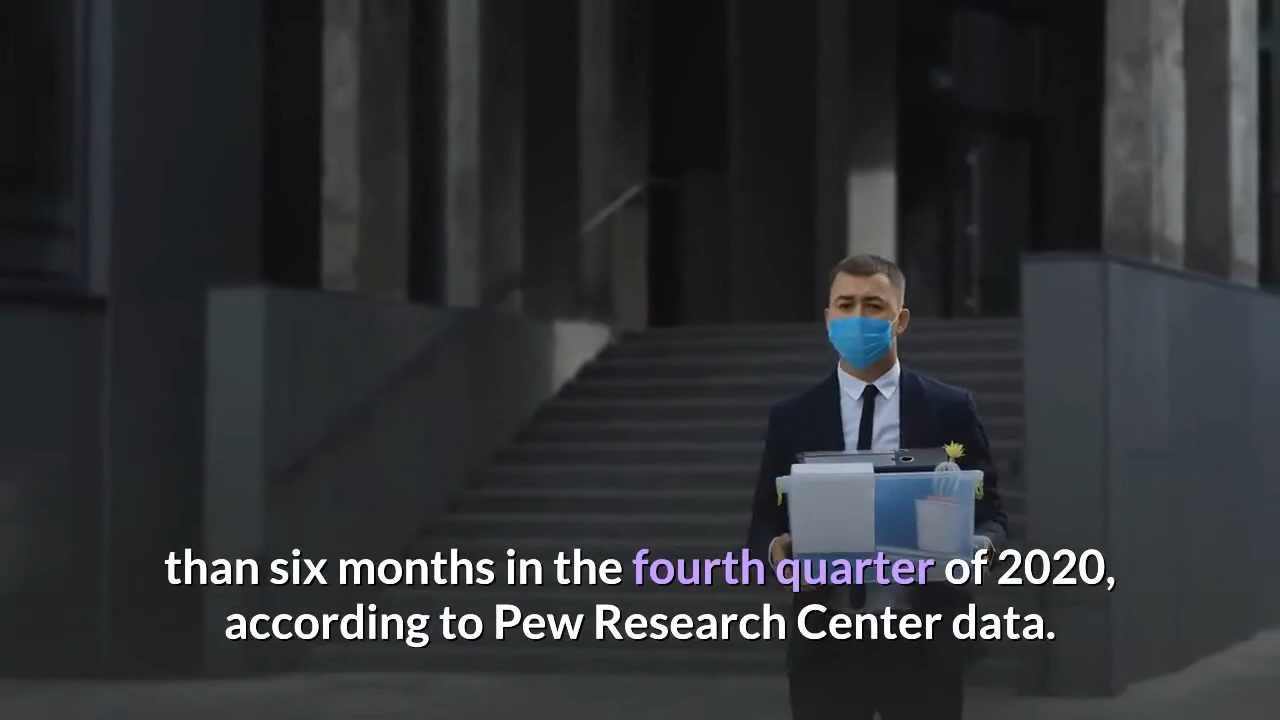 than six months in the fourth quarter of 2020,
according to Pew Research Center data.